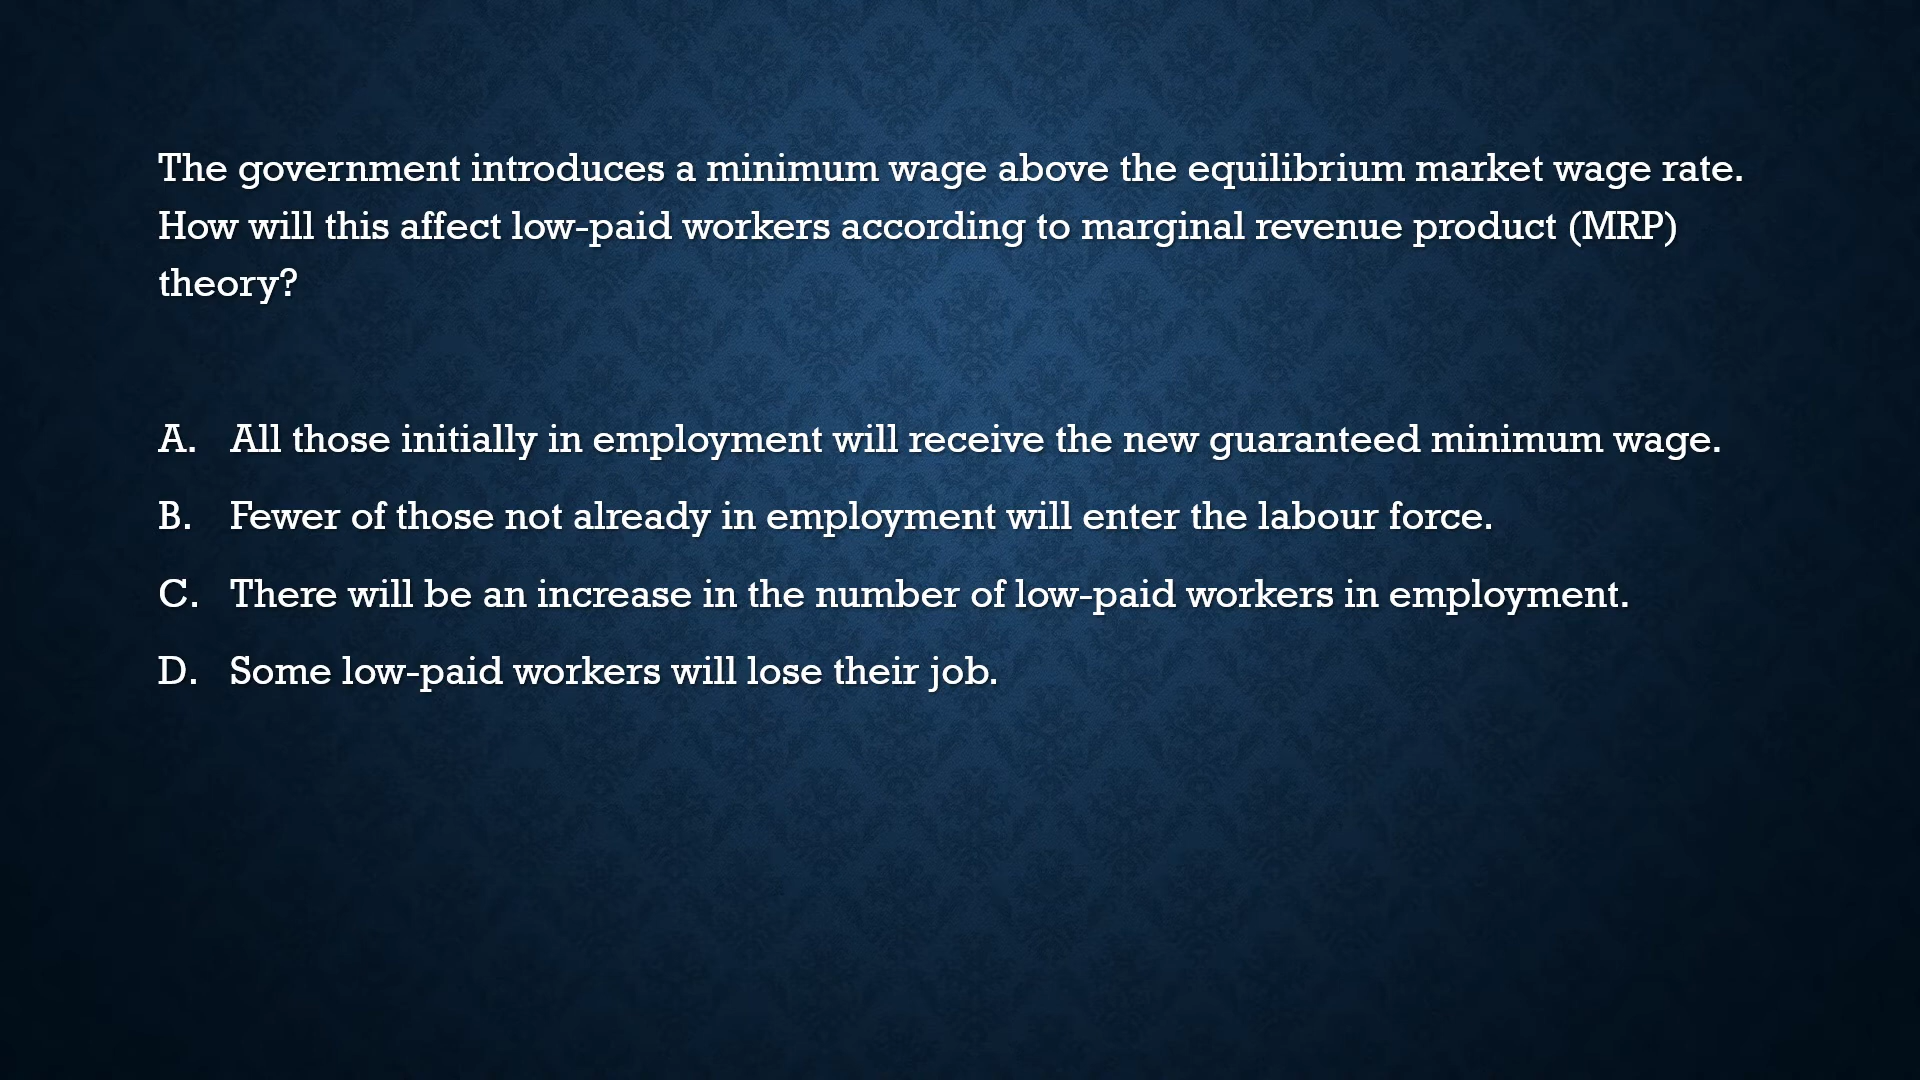 The government introduces a minimum wage above the equilibrium market wage rate.
How will this affect low-paid workers according to marginal revenue product (MRP)
theory?
A. All those initially in employment will receive the new guaranteed minimum wage.
B. Fewer of those not already in employment will enter the labour force.
C. There will be an increase in the number of low-paid workers in employment.
D. Some low-paid workers will lose their job.